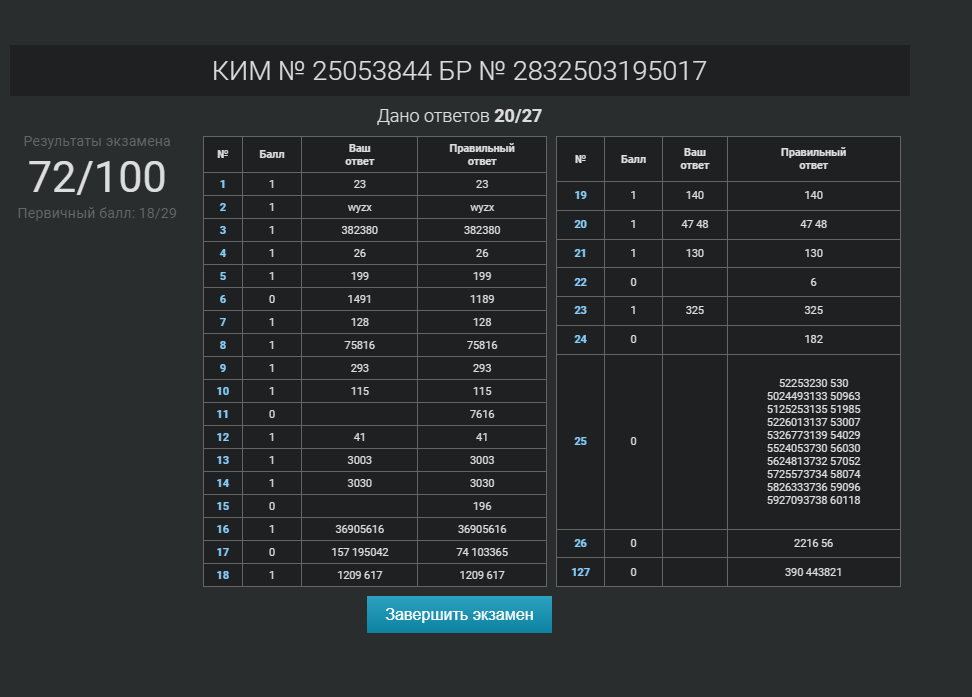 КИМ № 25053844 БР № 2832503195017
Дано ответов 20/27
Результаты экзамена
72/100
Первичный балл: 18/29
№ Балл Ваш ответ Правильный ответ
1 1 23 23
2 1 wyzx wyzx
3 1 382380 382380
4 1 26 26
5 1 199 199
6 0 1491 1189
7 1 128 128
8 1 75816 75816
9 1 293 293
10 1 115 115
11 0 7616
12 1 41 41
13 1 3003 3003
14 1 3030 3030
15 0 196
16 1 36905616 36905616
17 0 157 195042 74 103365
18 1 1209 617 1209 617
№ Балл Ваш ответ Правильный ответ
19 1 140 140
20 1 47 48 47 48
21 1 130 130
22 0 6
23 1 325 325
24 0 182
25 0
52253230 530
5024493133 50963
5125253135 51985
5226013137 53007
5326773139 54029
5524053730 56030
5624813732 57052
5725573734 58074
5826333736 59096
5927093738 60118
26 0 2216 56
127 0 390 443821
Завершить экзамен